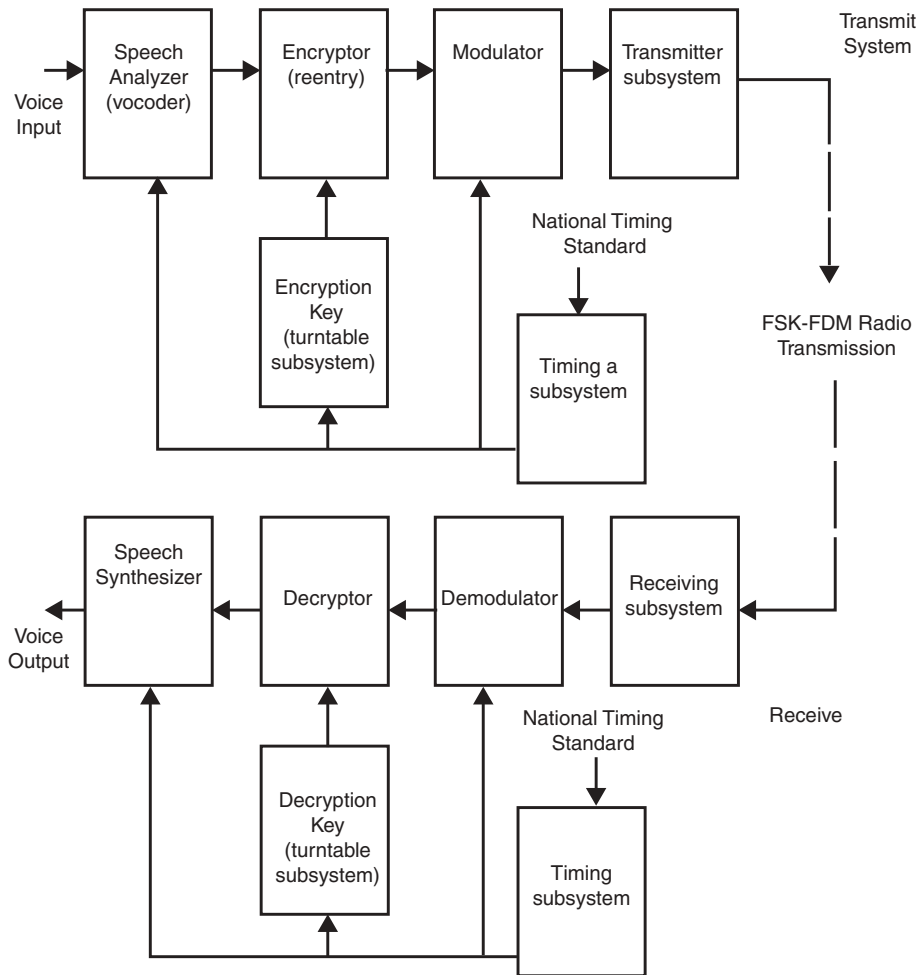 Transmit
System
Speech
Analyzer
(vocoder)
Encryptor
(reentry)
Modulator
Transmitter
subsystem
Voice
Input
National Timing
Standard
Encryption
Key
(turntable
subsystem)
Timing a
subsystem
FSK-FDM Radio
Transmission
Speech
Synthesizer
Decryptor
Demodulator
Receiving
subsystem
Voice
Output
National Timing
Standard
Receive
Decryption
Key
(turntable
subsystem)
Timing
subsystem